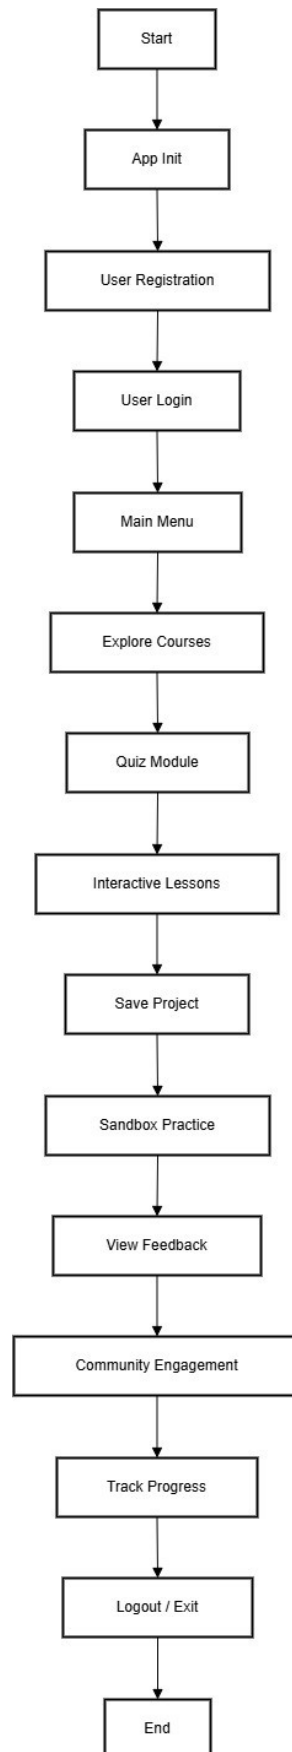 Start
App Init
User Registration
User Login
Main Menu
Explore Courses
Quiz Module
Interactive Lessons
Save Project
Sandbox Practice
View Feedback
Community Engagement
Track Progress
Logout / Exit
End